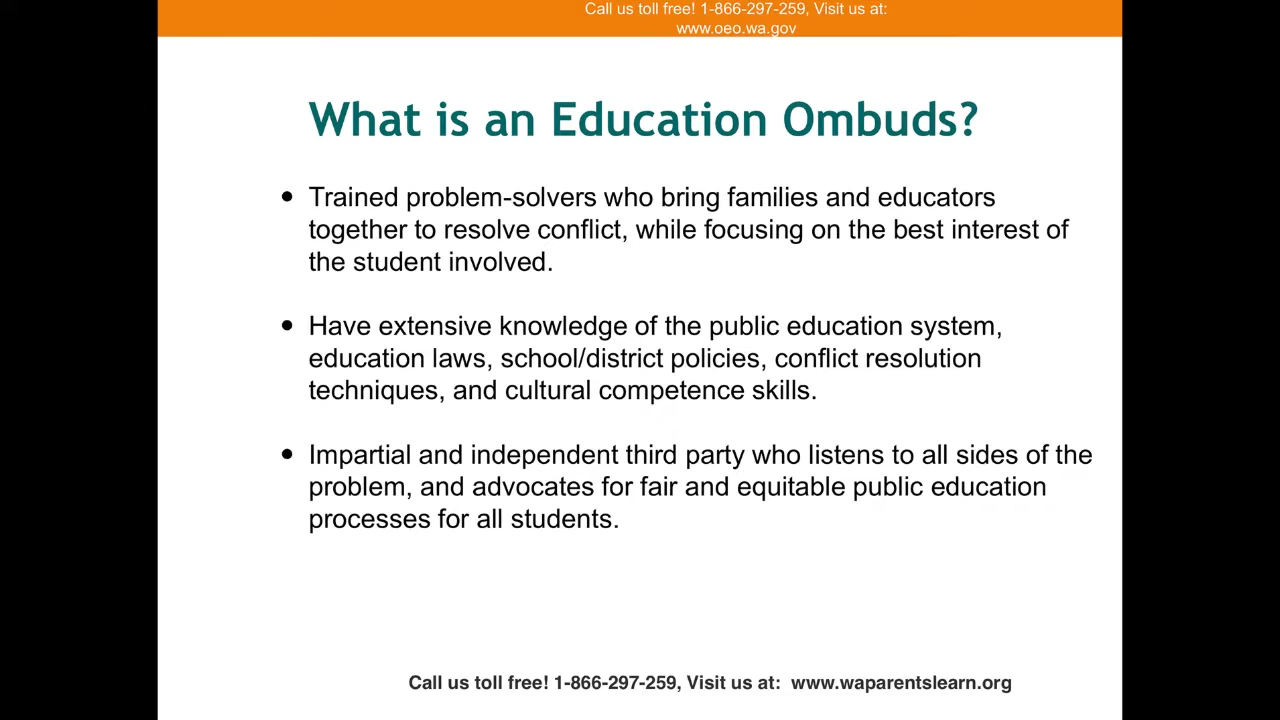 Call us toll free! 1-866-297-259, Visit us at:
www.oeo.wa.gov
What is an Education Ombuds?
• Trained problem-solvers who bring families and educators
together to resolve conflict, while focusing on the best interest of
the student involved.
• Have extensive knowledge of the public education system,
education laws, school/district policies, conflict resolution
techniques, and cultural competence skills.
• Impartial and independent third party who listens to all sides of the
problem, and advocates for fair and equitable public education
processes for all students.
Call us toll free! 1-866-297-259, Visit us at: www.waparentslearn.org